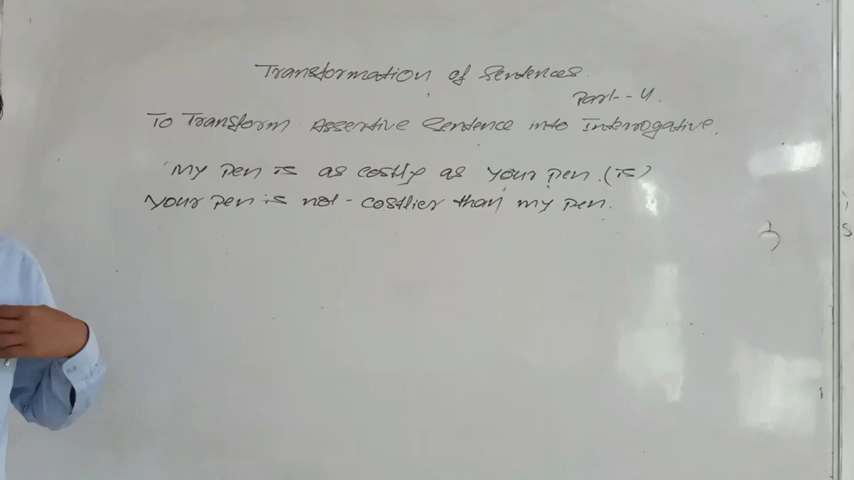 Transformation of Sentences.
Part-4.
To Transform Assertive Sentence into Interrogative.
My pen is as costly as your pen. (is)
Your pen is not costlier than my pen.